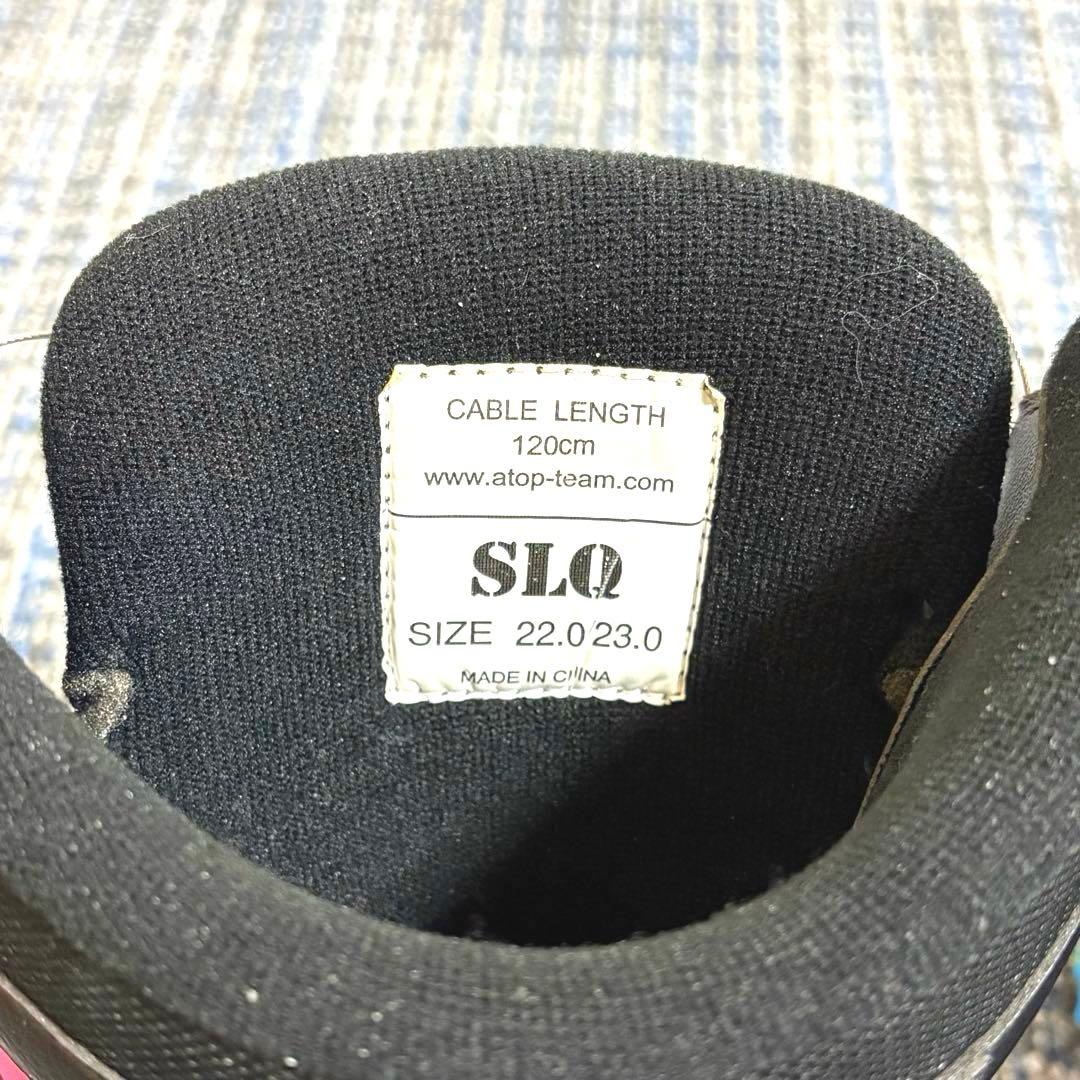 CABLE LENGTH
120cm
www.atop-team.com
SLQ
SIZE 22.0/23.0
MADE IN CHINA